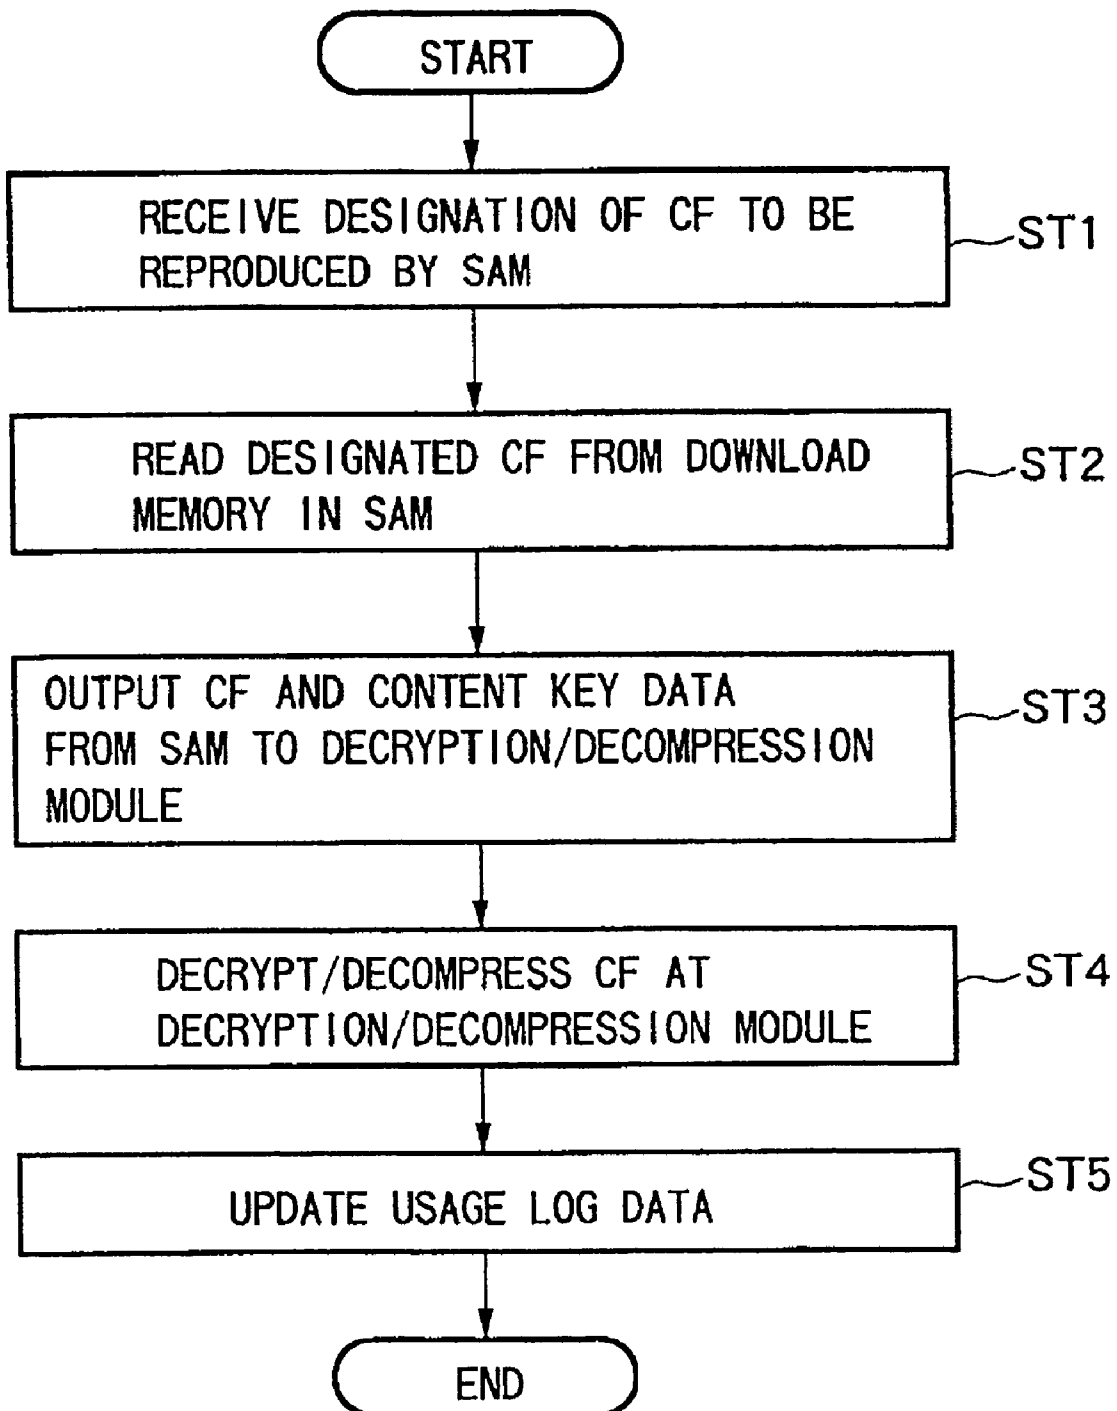 START
RECEIVE DESIGNATION OF CF TO BE
REPRODUCED BY SAM
ST1
READ DESIGNATED CF FROM DOWNLOAD
MEMORY IN SAM
ST2
OUTPUT CF AND CONTENT KEY DATA
FROM SAM TO DECRYPTION/DECOMPRESSION
MODULE
ST3
DECRYPT/DECOMPRESS CF AT
DECRYPTION/DECOMPRESSION MODULE
ST4
UPDATE USAGE LOG DATA
ST5
END